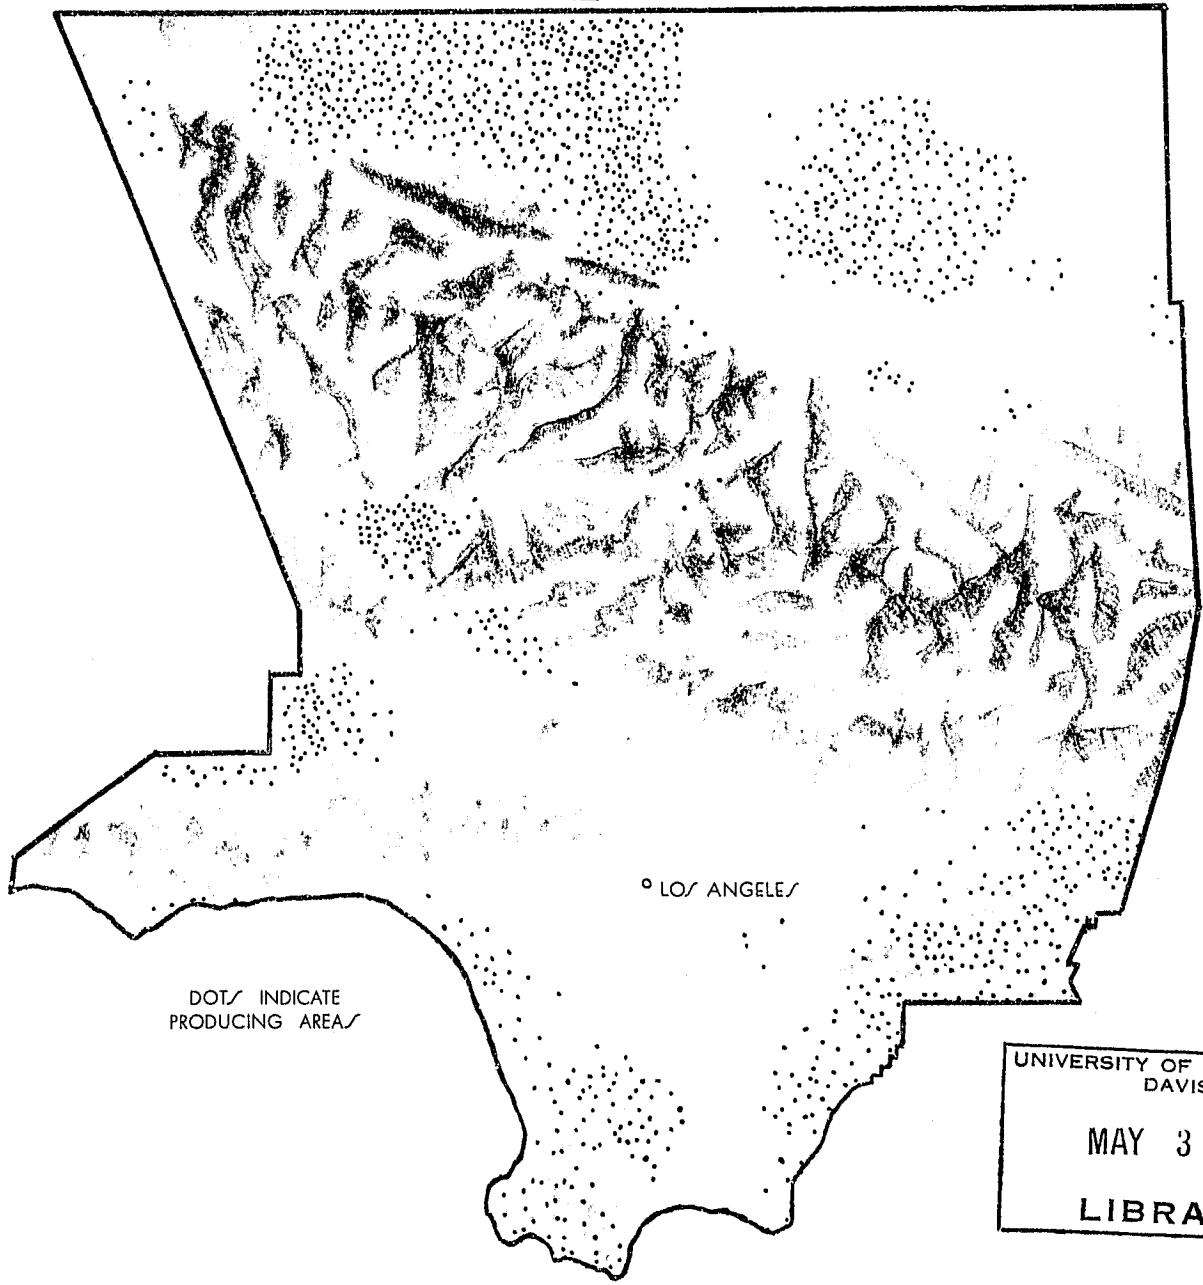 LOS ANGELES
DOTS INDICATE
PRODUCING AREAS
UNIVERSITY OF
DAVIS
MAY 3
LIBRA